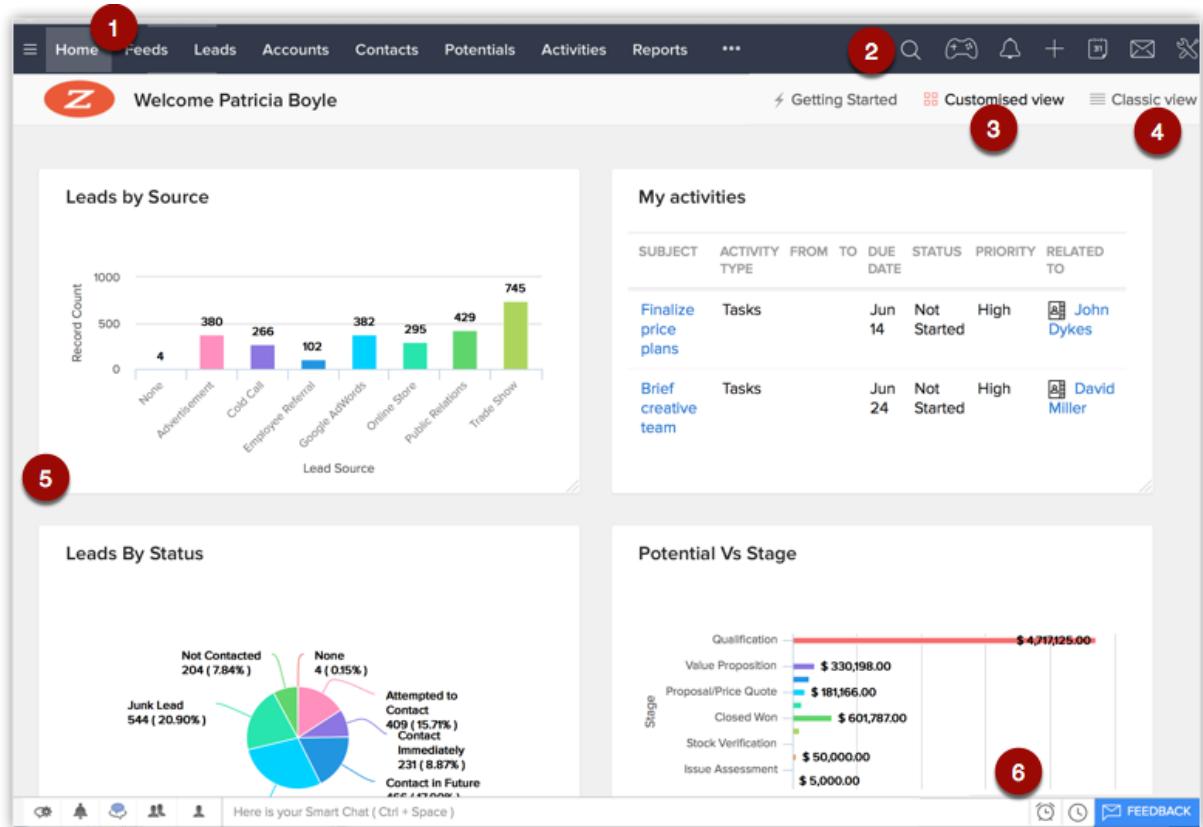 1
Home Feeds Leads Accounts Contacts Potentials Activities Reports ••• 2 31
Z Welcome Patricia Boyle Getting Started Customised view Classic view
3 4
Leads by Source
Record Count
1000
500
0
4 380 266 102 382 295 429 745
None Advertisement Cold Call Employee Referral Google AdWords Online Store Public Relations Trade Show
Lead Source
My activities
SUBJECT ACTIVITY TYPE FROM TO DUE DATE STATUS PRIORITY RELATED TO
Finalize price plans Tasks Jun 14 Not Started High John Dykes
Brief creative team Tasks Jun 24 Not Started High David Miller
5
Leads By Status
Not Contacted
204 ( 7.84% )
None
4 ( 0.15% )
Attempted to
Contact
409 ( 15.71% )
Junk Lead
544 ( 20.90% )
Contact
Immediately
231 ( 8.87% )
Contact in Future
Potential Vs Stage
Stage
Qualification $ 4,717,125.00
Value Proposition $ 330,198.00
Proposal/Price Quote $ 181,166.00
Closed Won $ 601,787.00
Stock Verification
$ 50,000.00
Issue Assessment
$ 5,000.00
6
Here is your Smart Chat ( Ctrl + Space )
FEEDBACK